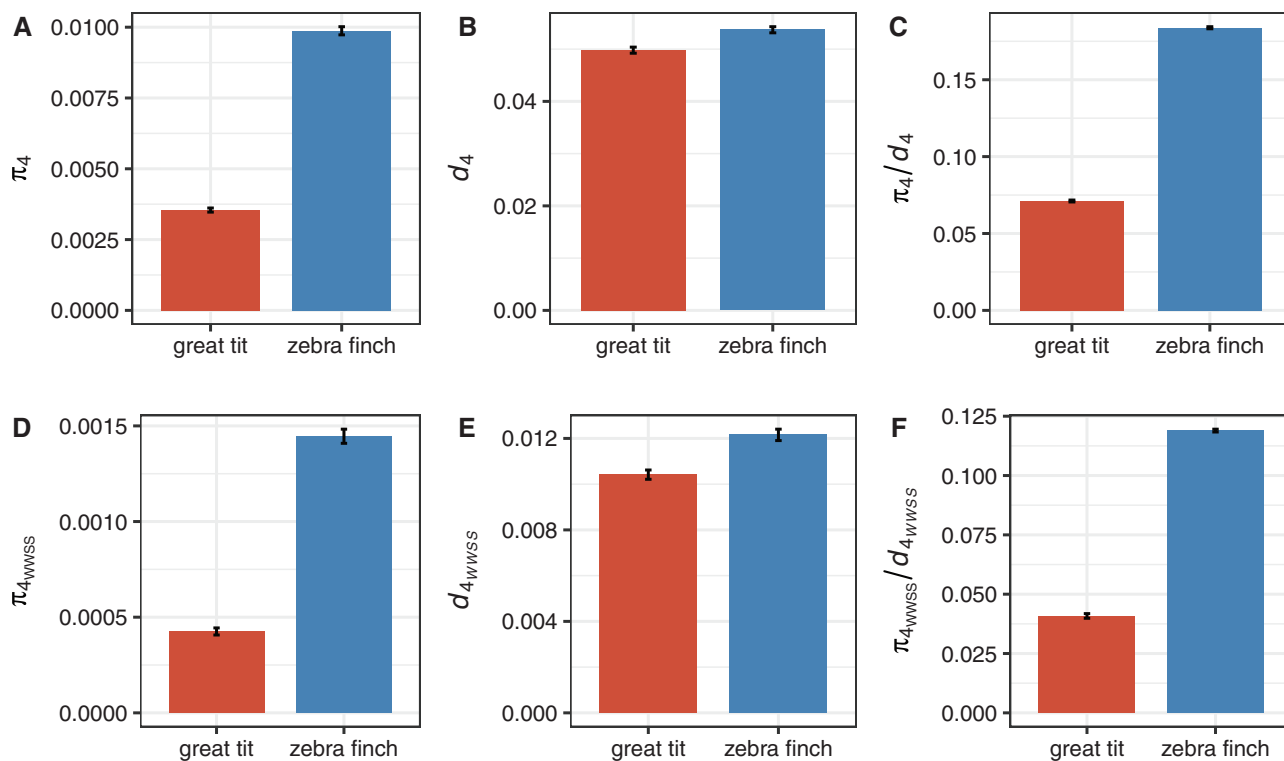 A
π4
0.0100
0.0075
0.0050
0.0025
0.0000
great tit zebra finch
B
d4
0.04
0.02
0.00
great tit zebra finch
C
π4/d4
0.15
0.10
0.05
0.00
great tit zebra finch
D
π4wwss
0.0015
0.0010
0.0005
0.0000
great tit zebra finch
E
d4wwss
0.012
0.008
0.004
0.000
great tit zebra finch
F
π4wwss/d4wwss
0.125
0.100
0.075
0.050
0.025
0.000
great tit zebra finch